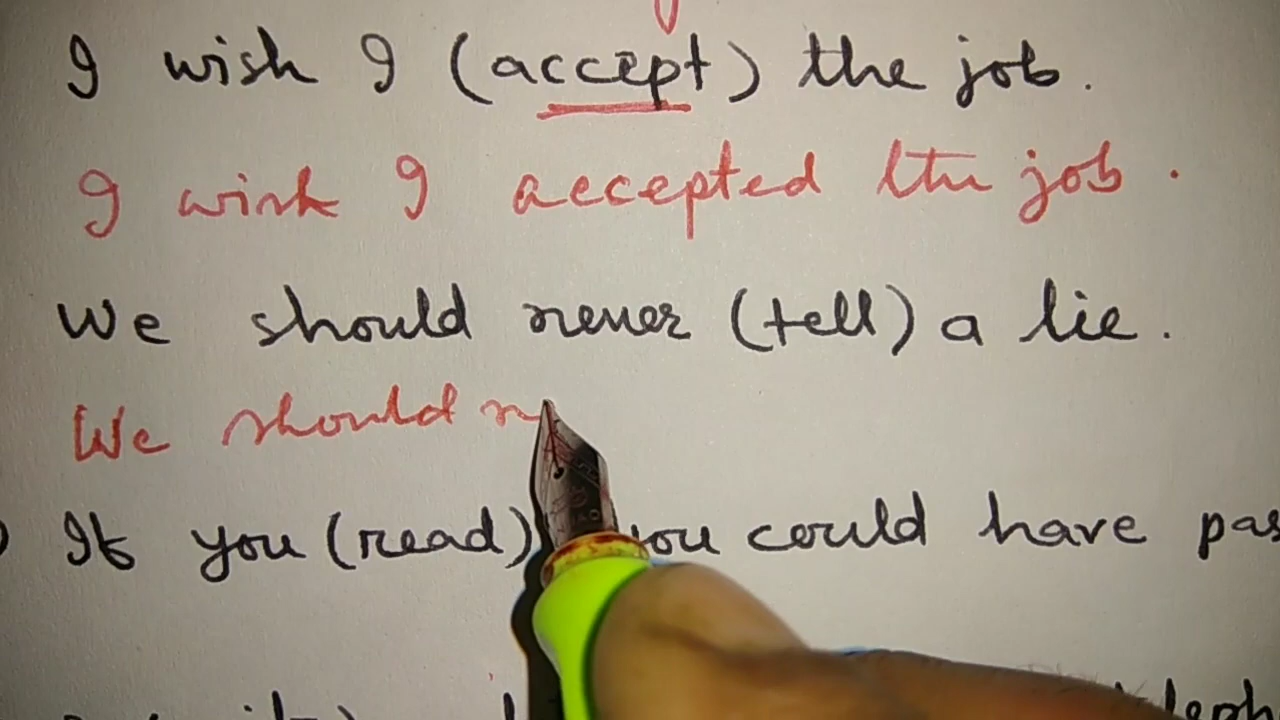 I wish I (accept) the job.
I wish I accepted the job.
We should never (tell) a lie.
We should n
If you (read) you could have pas